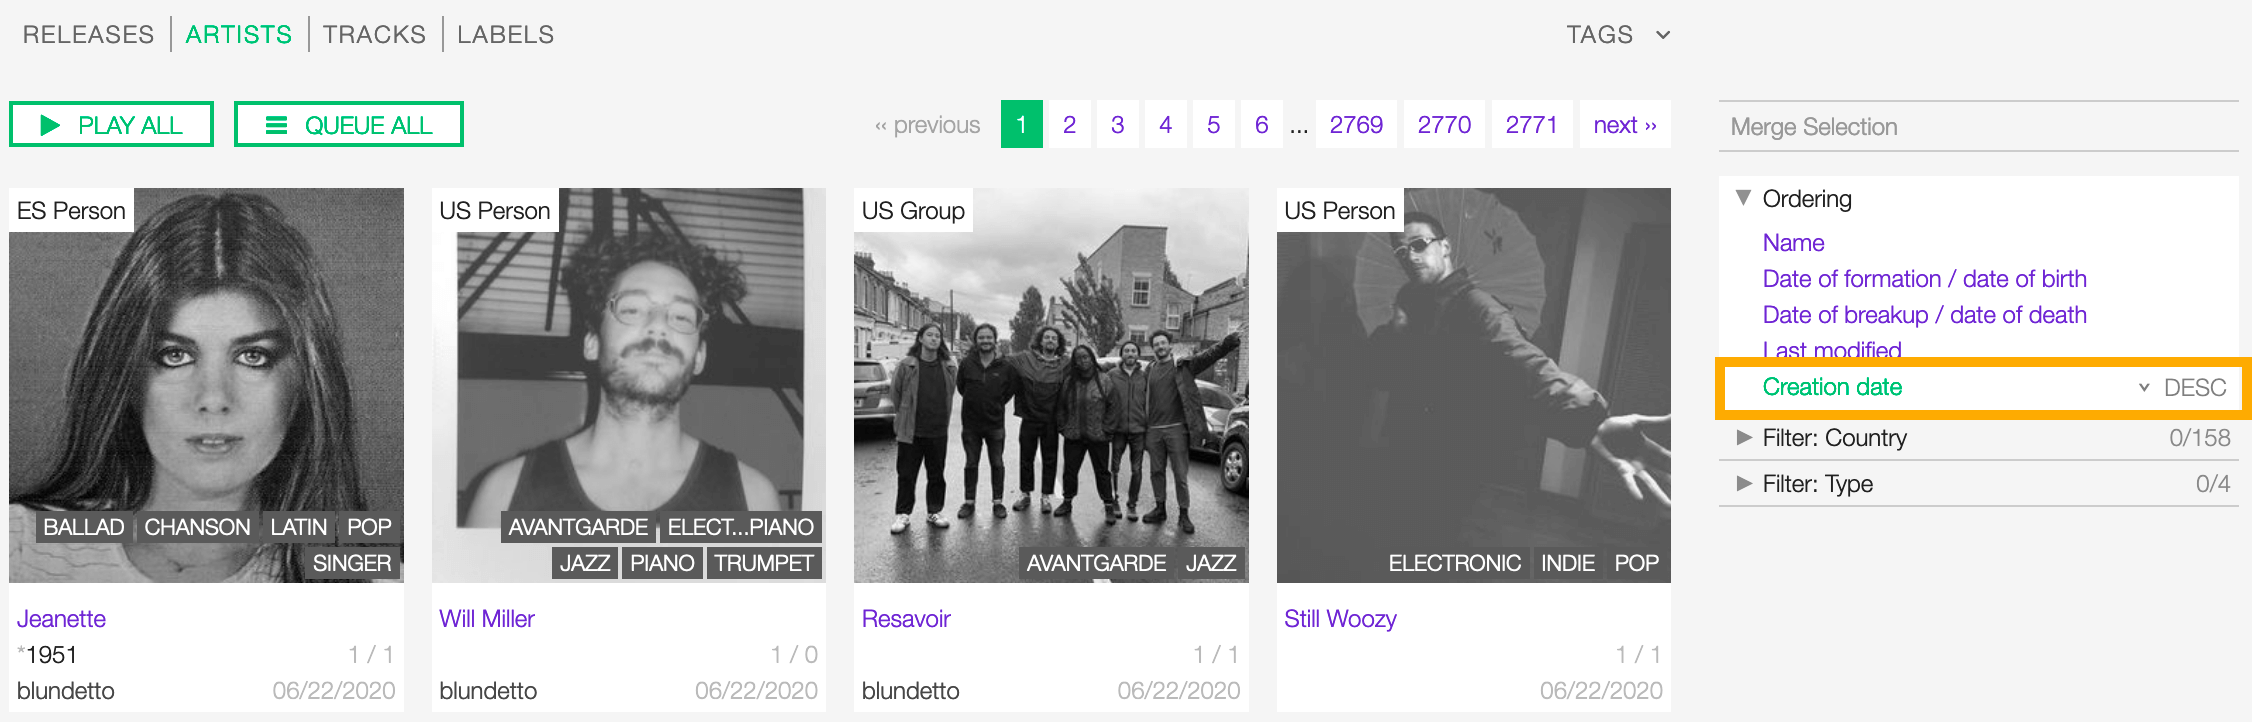 RELEASES ARTISTS TRACKS LABELS TAGS
PLAY ALL QUEUE ALL ‹‹ previous 1 2 3 4 5 6 ... 2769 2770 2771 next ››
Merge Selection
Ordering
Name
Date of formation / date of birth
Date of breakup / date of death
Last modified
Creation date DESC
Filter: Country 0/158
Filter: Type 0/4
ES Person
BALLAD CHANSON LATIN POP
SINGER
Jeanette
*1951 1 / 1
blundetto 06/22/2020
US Person
AVANTGARDE ELECT...PIANO
JAZZ PIANO TRUMPET
Will Miller
1 / 0
blundetto 06/22/2020
US Group
AVANTGARDE JAZZ
Resavoir
1 / 1
blundetto 06/22/2020
US Person
ELECTRONIC INDIE POP
Still Woozy
1 / 1
06/22/2020